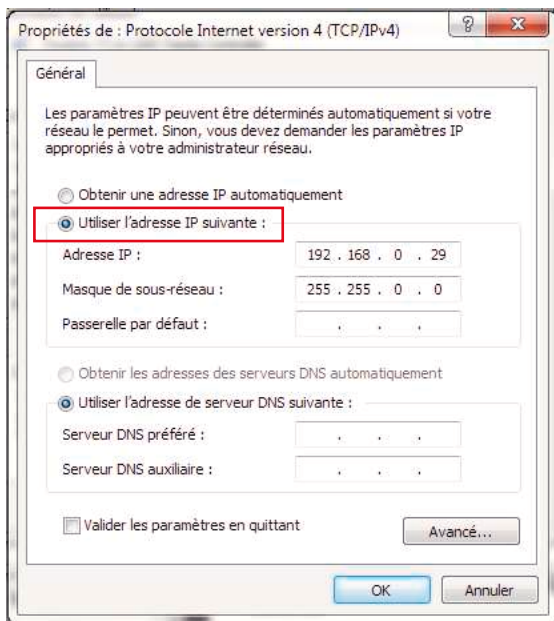 Propriétés de : Protocole Internet version 4 (TCP/IPv4)
Général
Les paramètres IP peuvent être déterminés automatiquement si votre
réseau le permet. Sinon, vous devez demander les paramètres IP
appropriés à votre administrateur réseau.
Obtenir une adresse IP automatiquement
Utiliser l'adresse IP suivante :
Adresse IP : 192 . 168 . 0 . 29
Masque de sous-réseau : 255 . 255 . 0 . 0
Passerelle par défaut : . . .
Obtenir les adresses des serveurs DNS automatiquement
Utiliser l'adresse de serveur DNS suivante :
Serveur DNS préféré : . . .
Serveur DNS auxiliaire : . . .
Valider les paramètres en quittant
Avancé...
OK Annuler